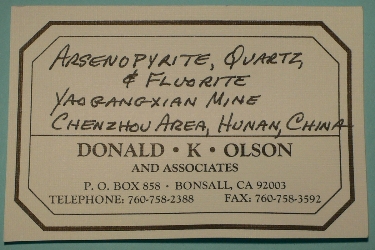 ARSENOPYRITE, QUARTZ,
& FLUORITE
YAOGANGXIAN MINE
CHENZHOU AREA, HUNAN, CHINA
DONALD • K • OLSON
AND ASSOCIATES
P. O. BOX 858 • BONSALL, CA 92003
TELEPHONE: 760-758-2388 FAX: 760-758-3592